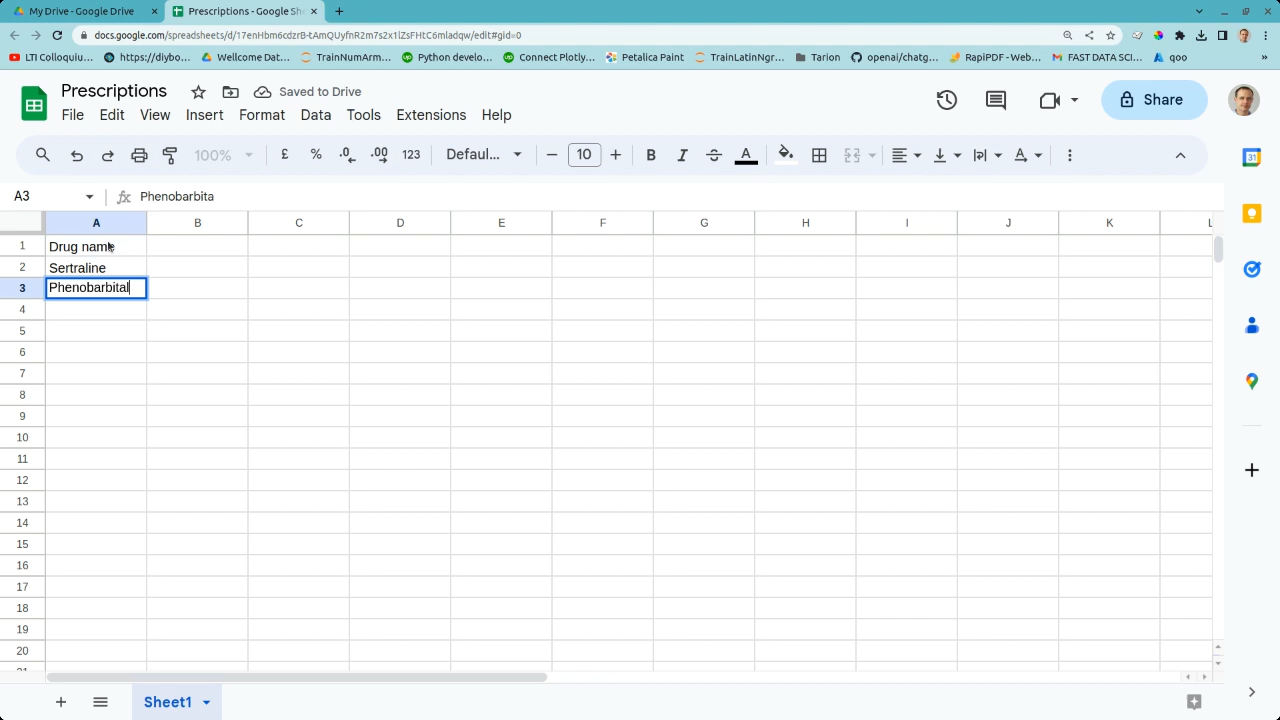 My Drive - Google Drive
Prescriptions - Google She
docs.google.com/spreadsheets/d/17enHbm6cdzrB-tAmQUyfnR2m7s2x1lZsFHtC6mladqw/edit#gid=0
LTI Colloquiu…
https://diybo…
Wellcome Dat…
TrainNumArm…
Python develo…
Connect Plotly…
Petalica Paint
TrainLatinNgr…
Tarion
openai/chatg…
RapiPDF - Web…
FAST DATA SCI…
qoo
»
Prescriptions
Saved to Drive
Share
File Edit View Insert Format Data Tools Extensions Help
100% £ % .0 .00 123 Defaul… 10 B I S A
A3 fx Phenobarbita
A B C D E F G H I J K L
1 Drug name
2 Sertraline
3 Phenobarbital
4
5
6
7
8
9
10
11
12
13
14
15
16
17
18
19
20
21
Sheet1
31